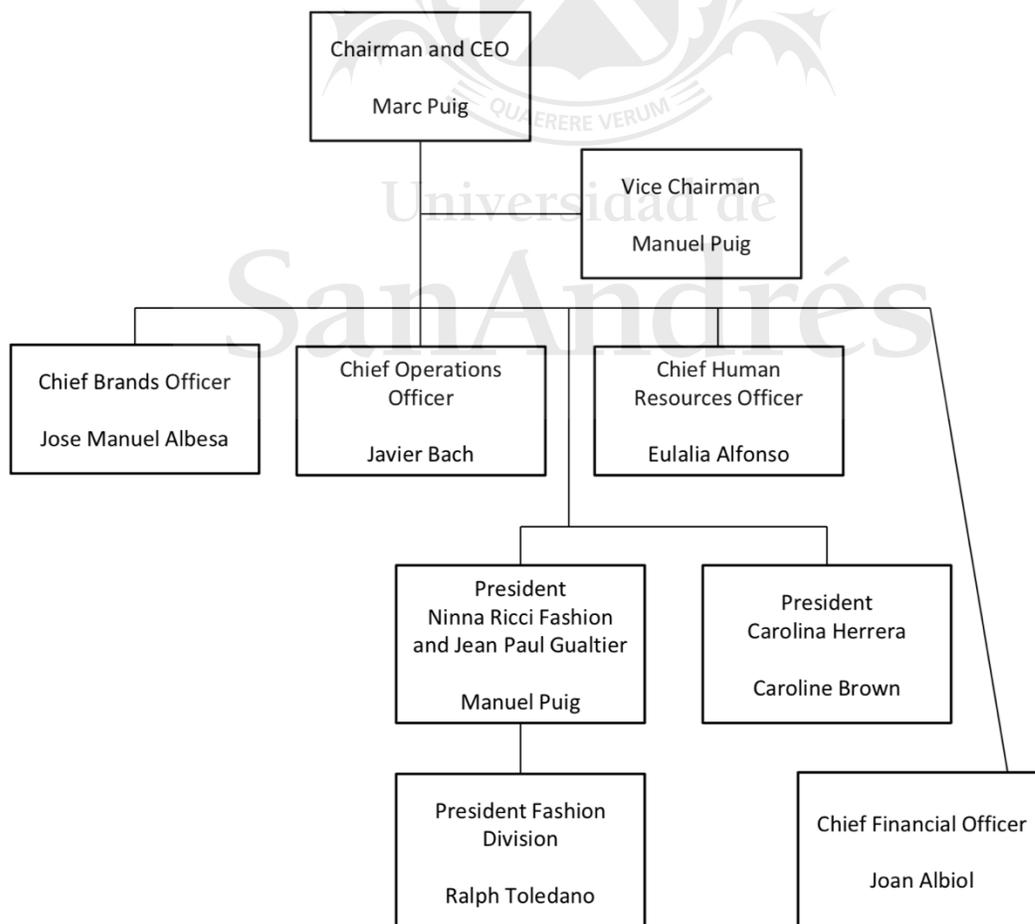 Chairman and CEO
Marc Puig
QUAERERE VERUM
Universidad de
SanAndrés
Vice Chairman
Manuel Puig
Chief Brands Officer
Jose Manuel Albesa
Chief Operations
Officer
Javier Bach
Chief Human
Resources Officer
Eulalia Alfonso
President
Ninna Ricci Fashion
and Jean Paul Gualtier
Manuel Puig
President
Carolina Herrera
Caroline Brown
President Fashion
Division
Ralph Toledano
Chief Financial Officer
Joan Albiol